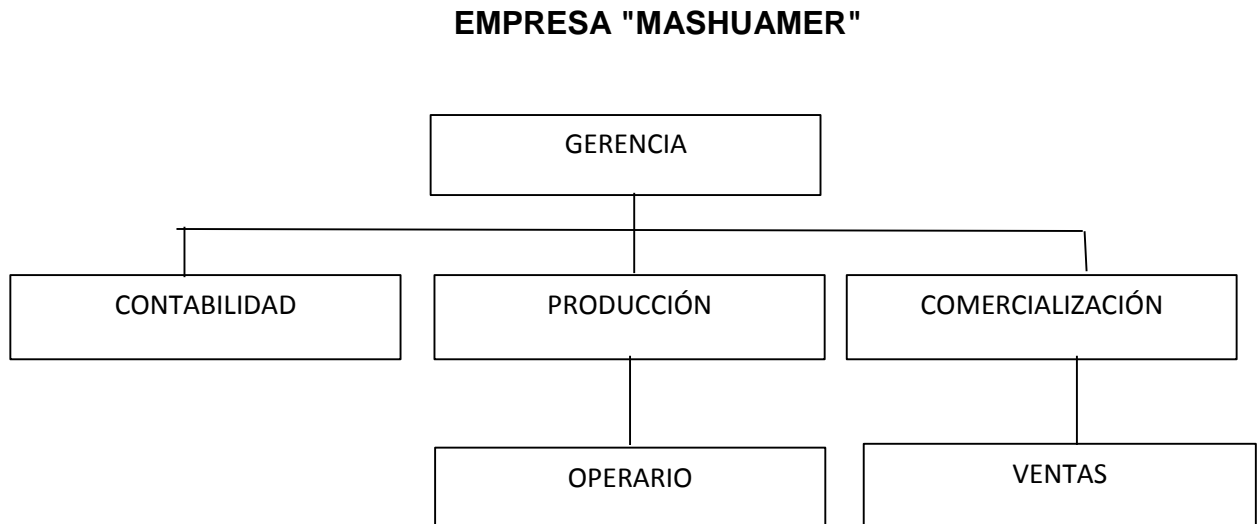 EMPRESA "MASHUAMER"
GERENCIA
CONTABILIDAD
PRODUCCIÓN
COMERCIALIZACIÓN
OPERARIO
VENTAS